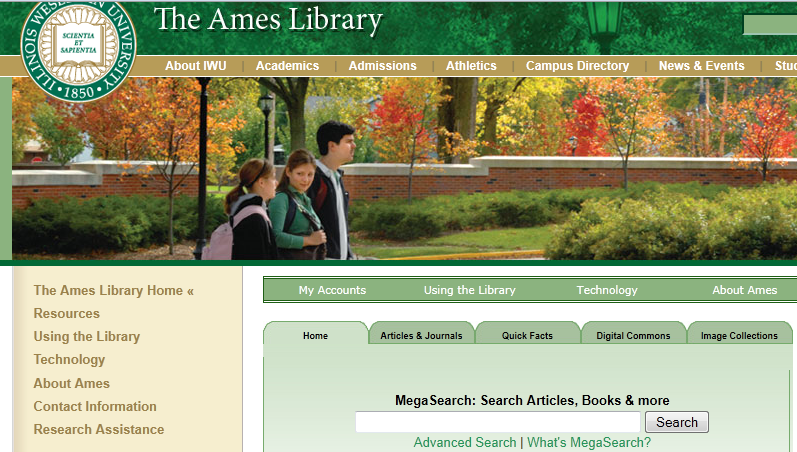 The Ames Library
ILLINOIS WESLEYAN UNIVERSITY
SCIENTIA
ET
SAPIENTIA
• 1850 •
About IWU | Academics | Admissions | Athletics | Campus Directory | News & Events |
The Ames Library Home «
Resources
Using the Library
Technology
About Ames
Contact Information
Research Assistance
My Accounts Using the Library Technology About Ames
Home Articles & Journals Quick Facts Digital Commons Image Collections
MegaSearch: Search Articles, Books & more
Search
Advanced Search | What's MegaSearch?